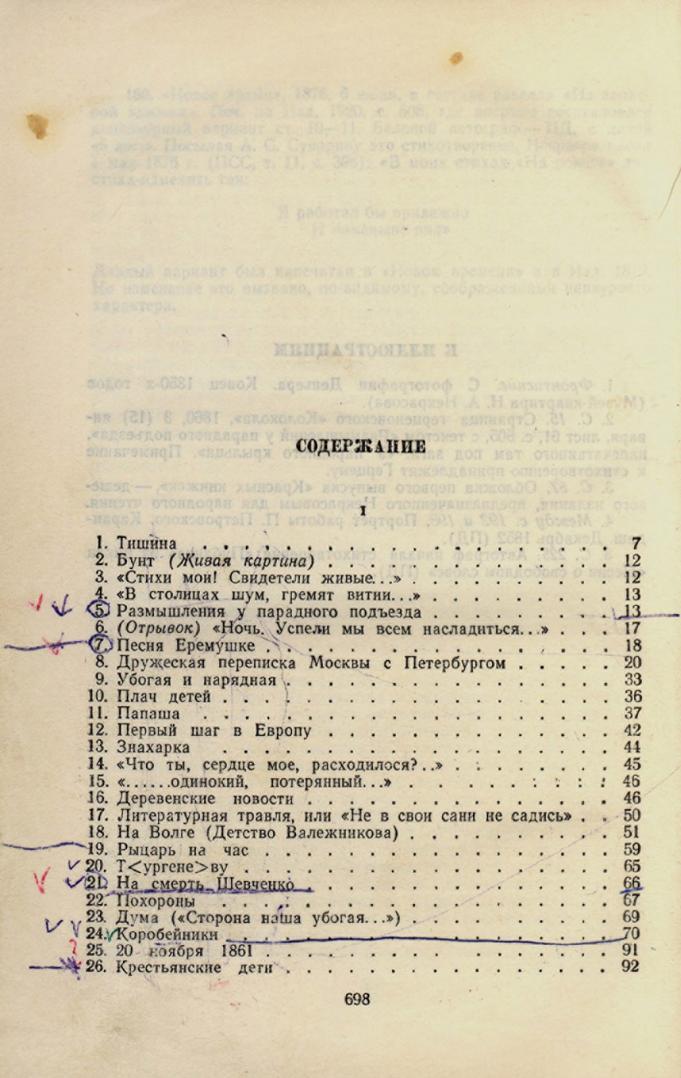 СОДЕРЖАНИЕ
I
1. Тишина . . . . . . . . . . . . . . . . . . 7
2. Бунт (Живая картина) . . . . . . . . . . . . . 12
3. «Стихи мои! Свидетели живые...» . . . . . . . . . 12
4. «В столицах шум, гремят витии...» . . . . . . . . 13
5. Размышления у парадного подъезда . . . . . . . . 13
6. (Отрывок) «Ночь. Успели мы всем насладиться...» . . . 17
7. Песня Еремушке . . . . . . . . . . . . . . . 18
8. Дружеская переписка Москвы с Петербургом . . . . . 20
9. Убогая и нарядная . . . . . . . . . . . . . . 33
10. Плач детей . . . . . . . . . . . . . . . . . 36
11. Папаша . . . . . . . . . . . . . . . . . . 37
12. Первый шаг в Европу . . . . . . . . . . . . . 42
13. Знахарка . . . . . . . . . . . . . . . . . 44
14. «Что ты, сердце мое, расходилося?..» . . . . . . . 45
15. «......одинокий, потерянный...» . . . . . . . . . 46
16. Деревенские новости . . . . . . . . . . . . . 46
17. Литературная травля, или «Не в свои сани не садись» . . 50
18. На Волге (Детство Валежникова) . . . . . . . . . 51
19. Рыцарь на час . . . . . . . . . . . . . . . 59
20. Т<ургене>ву . . . . . . . . . . . . . . . . 65
21. На смерть Шевченко . . . . . . . . . . . . . 66
22. Похороны . . . . . . . . . . . . . . . . . 67
23. Дума («Сторона наша убогая...») . . . . . . . . . 69
24. Коробейники . . . . . . . . . . . . . . . . 70
25. 20 ноября 1861 . . . . . . . . . . . . . . . 91
26. Крестьянские дети . . . . . . . . . . . . . . 92
698